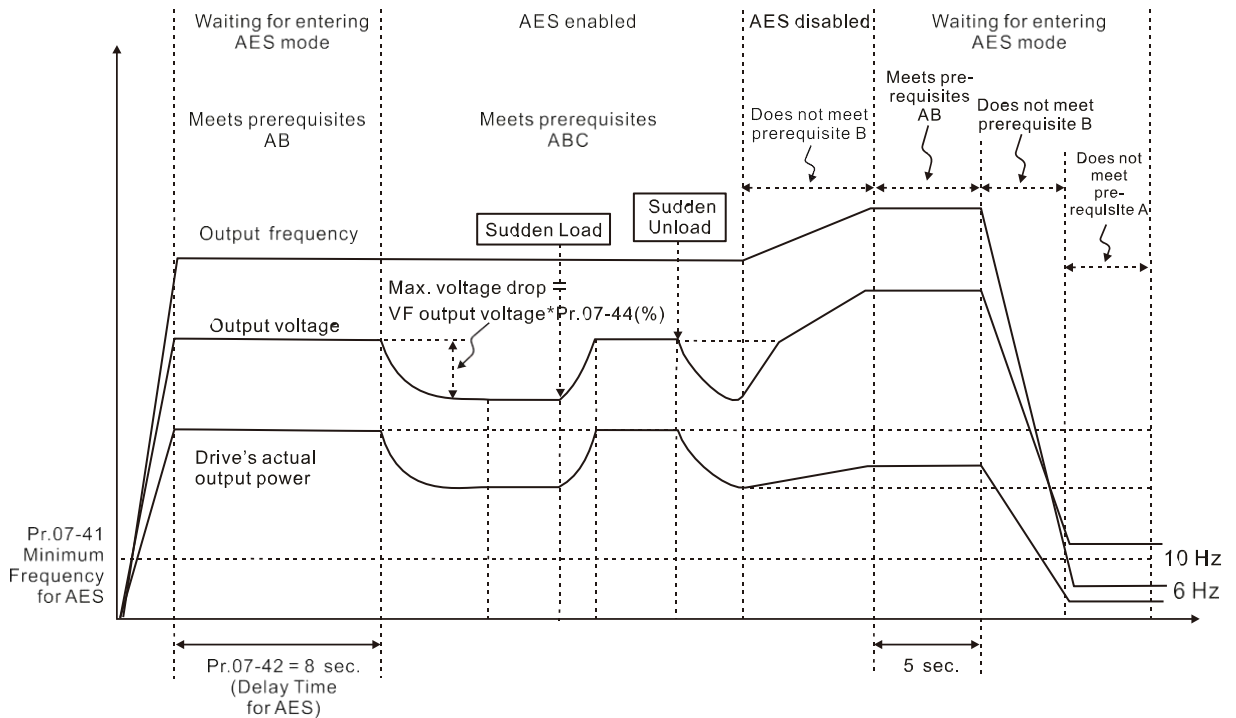 Waiting for entering
AES mode
AES enabled
AES disabled
Waiting for entering
AES mode
Meets prerequisites
AB
Meets prerequisites
ABC
Does not meet
prerequisite B
Meets pre-
requisites
AB
Does not meet
prerequisite B
Does not
meet
pre-
requisite A
Output frequency
Sudden Load
Sudden
Unload
Max. voltage drop =
VF output voltage*Pr.07-44(%)
Output voltage
Drive's actual
output power
Pr.07-41
Minimum
Frequency
for AES
10 Hz
6 Hz
Pr.07-42 = 8 sec.
(Delay Time
for AES)
5 sec.